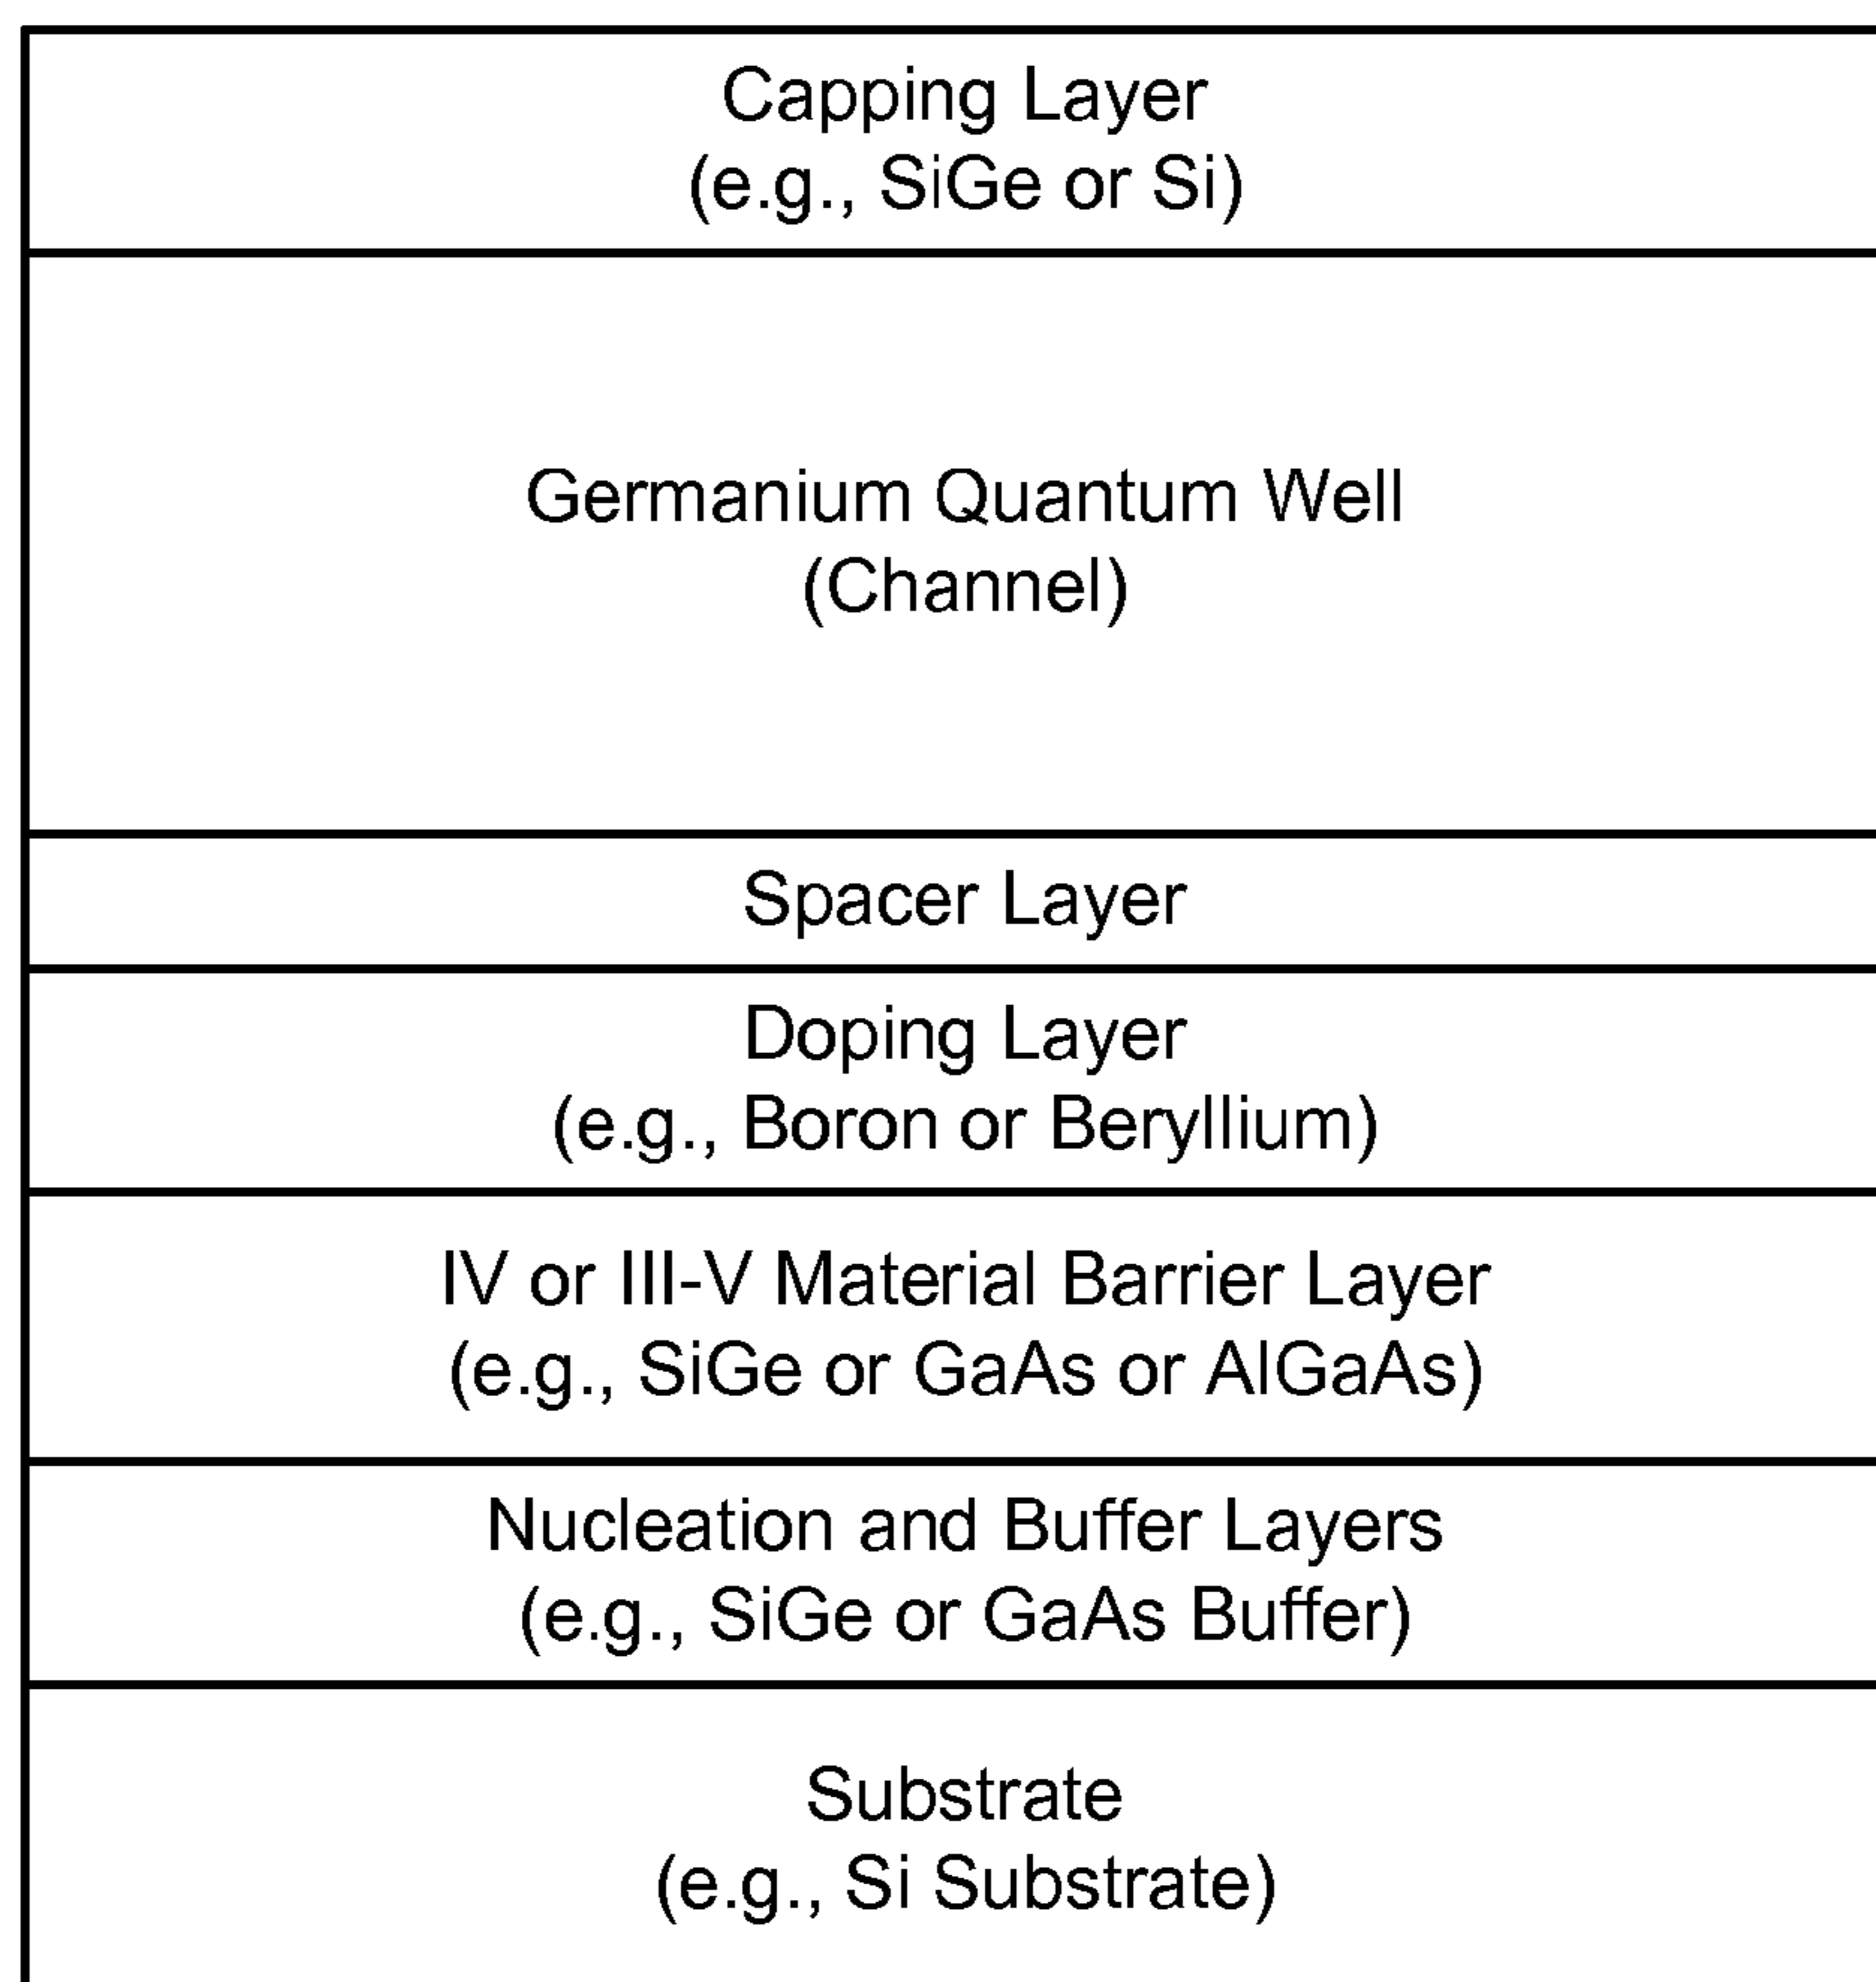 Capping Layer
(e.g., SiGe or Si)
Germanium Quantum Well
(Channel)
Spacer Layer
Doping Layer
(e.g., Boron or Beryllium)
IV or III-V Material Barrier Layer
(e.g., SiGe or GaAs or AlGaAs)
Nucleation and Buffer Layers
(e.g., SiGe or GaAs Buffer)
Substrate
(e.g., Si Substrate)